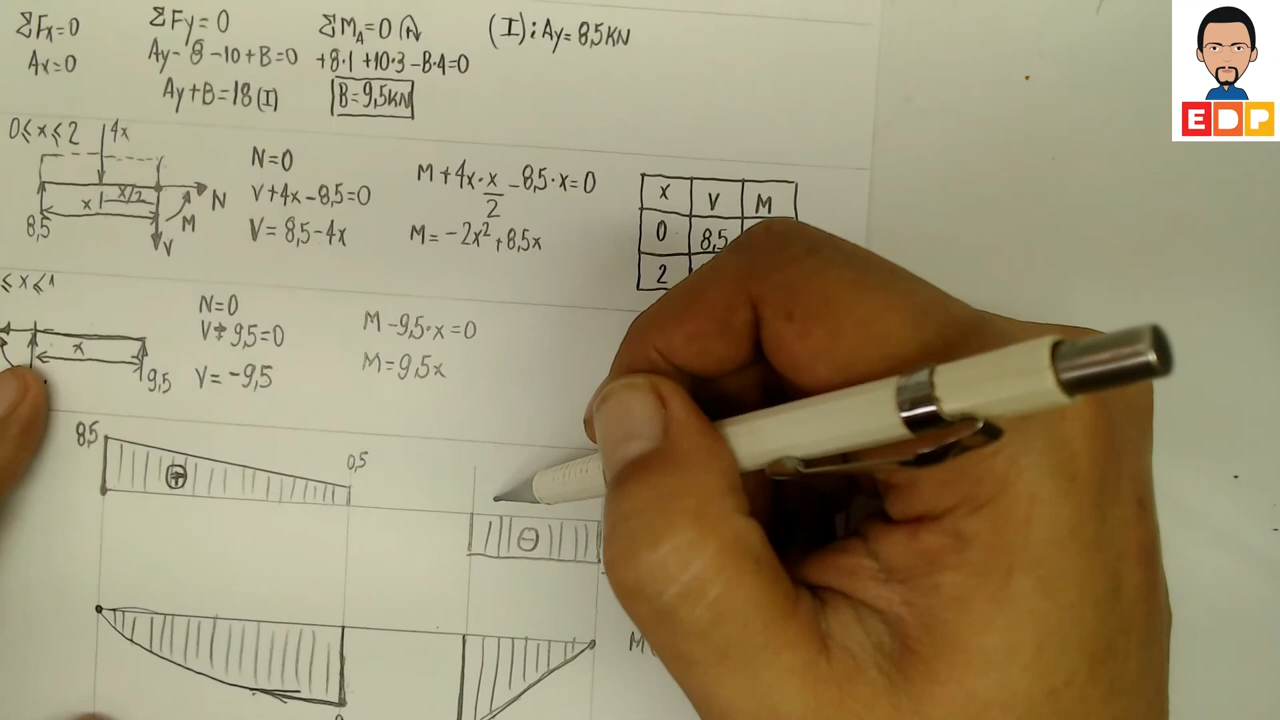 ΣFx=0
Ax=0
ΣFy=0
Ay-8-10+B=0
Ay+B=18(I)
ΣM_A=0
+8·1+10·3-B·4=0
B=9,5KN
(I): Ay=8,5KN
0≤x≤2
4x
x
x/2
N
M
V
8,5
N=0
V+4x-8,5=0
V=8,5-4x
M+4x·x/2-8,5·x=0
M=-2x²+8,5x
x V M
0 8,5
2
≤x≤1
x
9,5
N=0
V+9,5=0
V=-9,5
M-9,5·x=0
M=9,5x
8,5
+
0,5
-
M
EDP